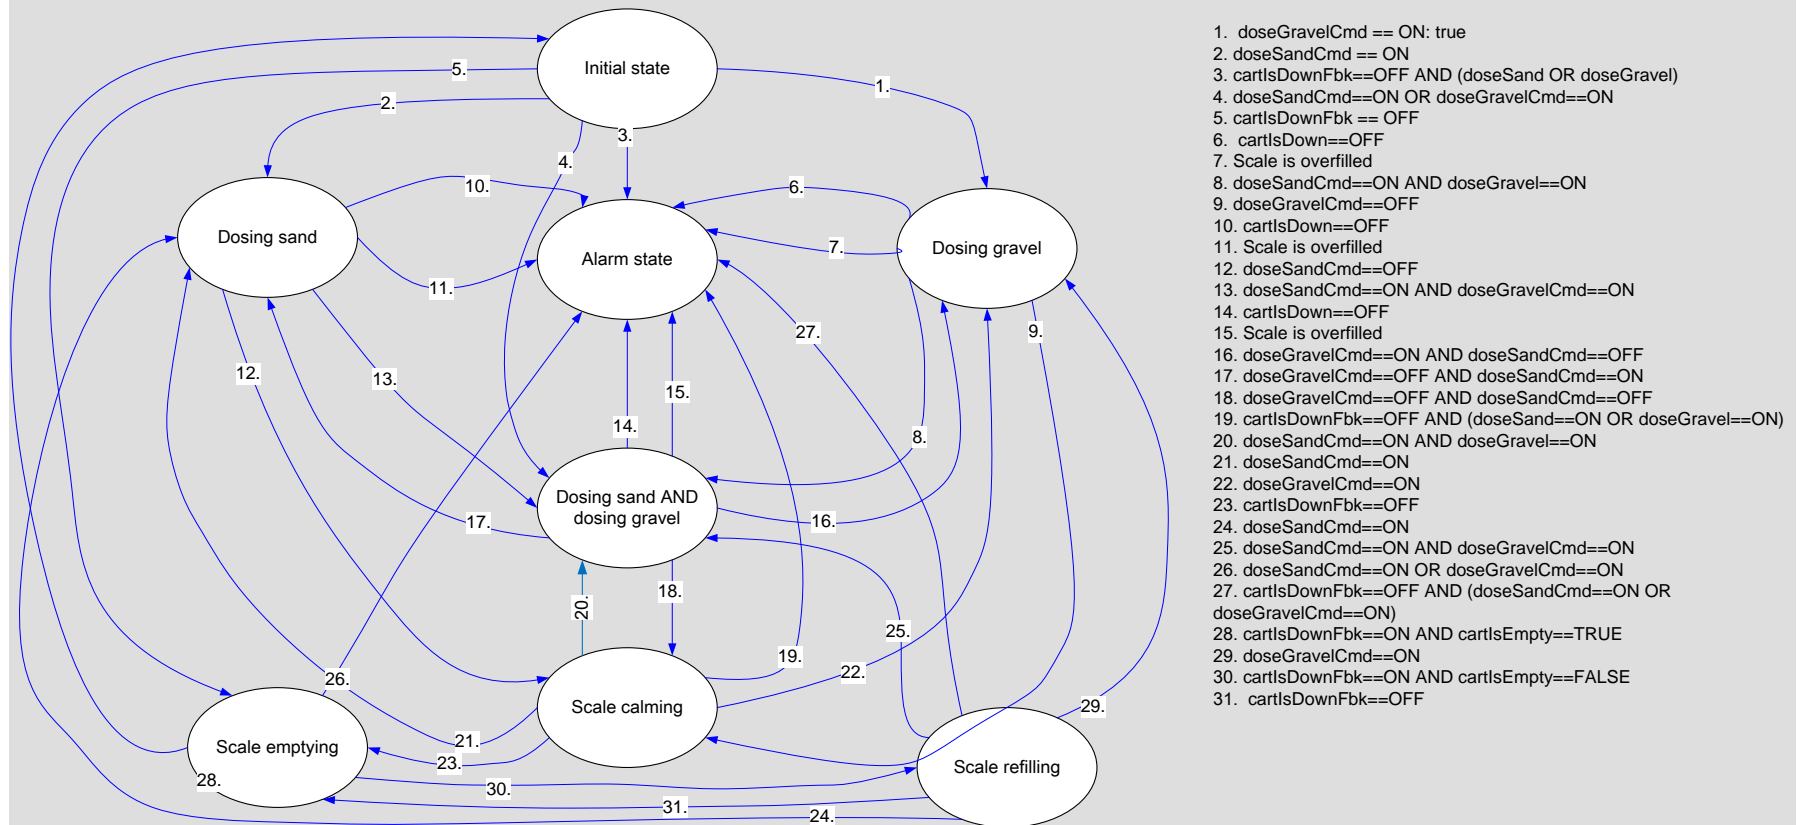 Initial state
5.
1.
2.
3.
4.
10.
6.
Dosing sand
Alarm state
Dosing gravel
7.
11.
27.
9.
12.
13.
15.
14.
8.
Dosing sand AND
dosing gravel
17.
16.
18.
20.
25.
19.
22.
26.
Scale calming
29.
21.
Scale emptying
23.
Scale refilling
28.
30.
31.
24.
1. doseGravelCmd == ON: true
2. doseSandCmd == ON
3. cartIsDownFbk==OFF AND (doseSand OR doseGravel)
4. doseSandCmd==ON OR doseGravelCmd==ON
5. cartIsDownFbk == OFF
6. cartIsDown==OFF
7. Scale is overfilled
8. doseSandCmd==ON AND doseGravel==ON
9. doseGravelCmd==OFF
10. cartIsDown==OFF
11. Scale is overfilled
12. doseSandCmd==OFF
13. doseSandCmd==ON AND doseGravelCmd==ON
14. cartIsDown==OFF
15. Scale is overfilled
16. doseGravelCmd==ON AND doseSandCmd==OFF
17. doseGravelCmd==OFF AND doseSandCmd==ON
18. doseGravelCmd==OFF AND doseSandCmd==OFF
19. cartIsDownFbk==OFF AND (doseSand==ON OR doseGravel==ON)
20. doseSandCmd==ON AND doseGravel==ON
21. doseSandCmd==ON
22. doseGravelCmd==ON
23. cartIsDownFbk==OFF
24. doseSandCmd==ON
25. doseSandCmd==ON AND doseGravelCmd==ON
26. doseSandCmd==ON OR doseGravelCmd==ON
27. cartIsDownFbk==OFF AND (doseSandCmd==ON OR
doseGravelCmd==ON)
28. cartIsDownFbk==ON AND cartIsEmpty==TRUE
29. doseGravelCmd==ON
30. cartIsDownFbk==ON AND cartIsEmpty==FALSE
31. cartIsDownFbk==OFF